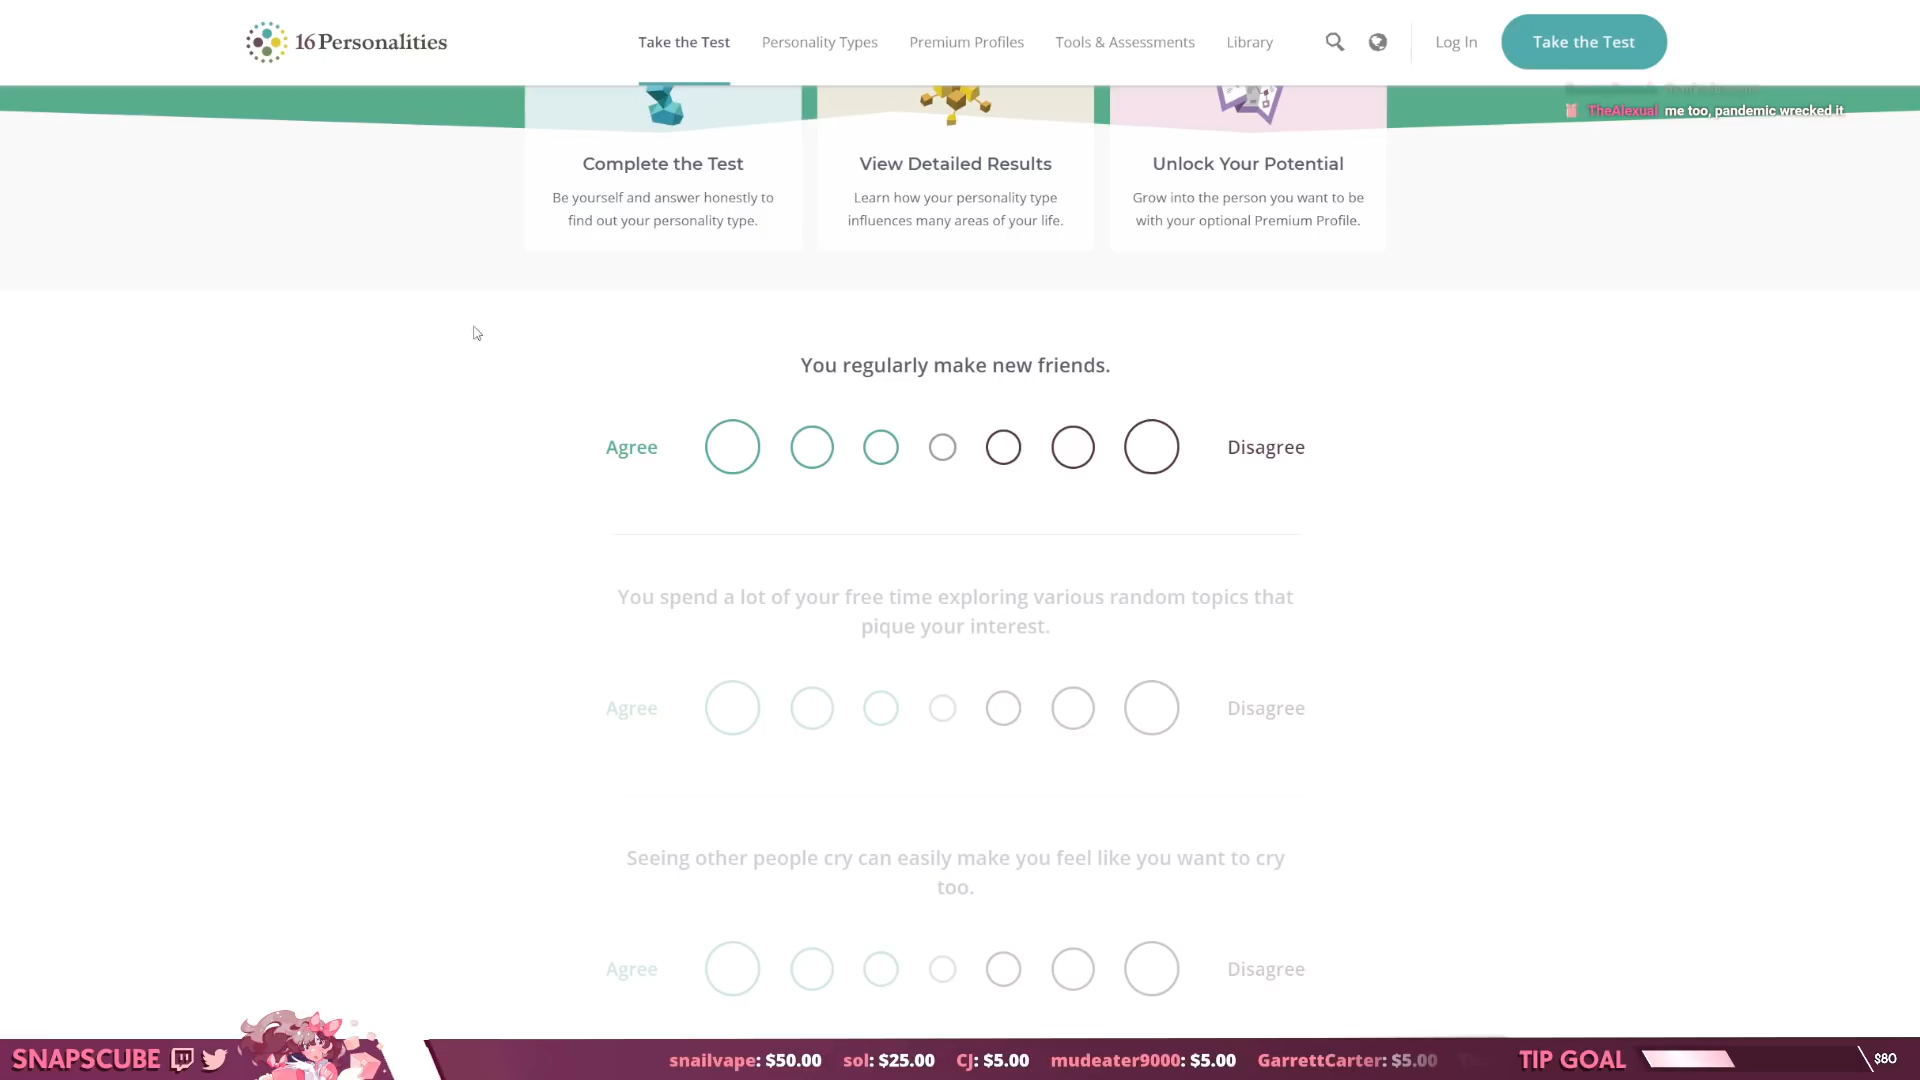 16Personalities
Take the Test
Personality Types
Premium Profiles
Tools & Assessments
Library
Log In
Take the Test
TheAlexual me too, pandemic wrecked it
Complete the Test
Be yourself and answer honestly to
find out your personality type.
View Detailed Results
Learn how your personality type
influences many areas of your life.
Unlock Your Potential
Grow into the person you want to be
with your optional Premium Profile.
You regularly make new friends.
Agree
Disagree
You spend a lot of your free time exploring various random topics that
pique your interest.
Agree
Disagree
Seeing other people cry can easily make you feel like you want to cry
too.
Agree
Disagree
SNAPSCUBE
snailvape: $50.00 sol: $25.00 CJ: $5.00 mudeater9000: $5.00 GarrettCarter: $5.00
TIP GOAL
$80